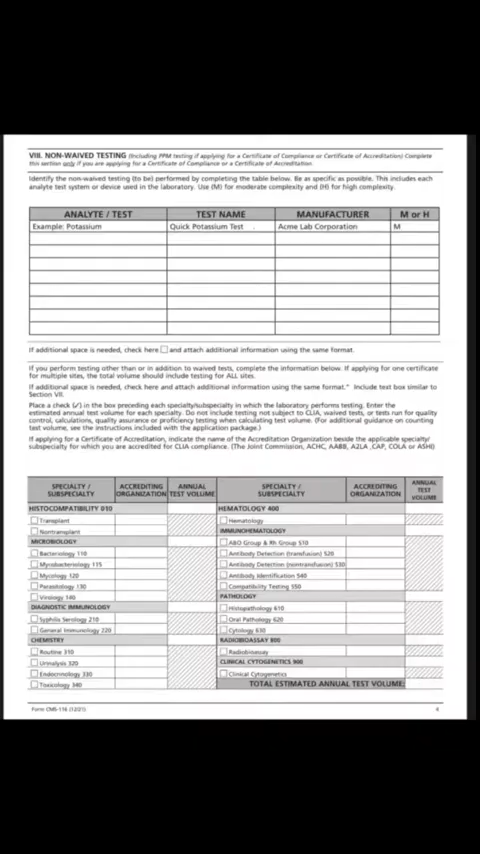 VIII. NON-WAIVED TESTING (Including PPM testing if applying for a Certificate of Compliance or Certificate of Accreditation) Complete
this section only if you are applying for a Certificate of Compliance or a Certificate of Accreditation.
Identify the non-waived testing (to be) performed by completing the table below. Be as specific as possible. This includes each
analyte test system or device used in the laboratory. Use (M) for moderate complexity and (H) for high complexity.
ANALYTE / TEST TEST NAME MANUFACTURER M or H
Example: Potassium Quick Potassium Test Acme Lab Corporation M
If additional space is needed, check here ☐ and attach additional information using the same format.
If you perform testing other than or in addition to waived tests, complete the information below. If applying for one certificate
for multiple sites, the total volume should include testing for ALL sites.
If additional space is needed, check here and attach additional information using the same format." Include text box similar to
Section VII.
Place a check (✓) in the box preceding each specialty/subspecialty in which the laboratory performs testing. Enter the
estimated annual test volume for each specialty. Do not include testing not subject to CLIA, waived tests, or tests run for quality
control, calculations, quality assurance or proficiency testing when calculating test volume. (For additional guidance on counting
test volume, see the instructions included with the application package.)
If applying for a Certificate of Accreditation, indicate the name of the Accreditation Organization beside the applicable specialty/
subspecialty for which you are accredited for CLIA compliance. (The Joint Commission, ACHC, AABB, A2LA ,CAP, COLA or ASHI)
SPECIALTY / SUBSPECIALTY ACCREDITING ORGANIZATION ANNUAL TEST VOLUME SPECIALTY / SUBSPECIALTY ACCREDITING ORGANIZATION ANNUAL TEST VOLUME
HISTOCOMPATIBILITY 010 HEMATOLOGY 400
☐ Transplant ☐ Hematology
☐ Nontransplant IMMUNOHEMATOLOGY
MICROBIOLOGY ☐ ABO Group & Rh Group 510
☐ Bacteriology 110 ☐ Antibody Detection (transfusion) 520
☐ Mycobacteriology 115 ☐ Antibody Detection (nontransfusion) 530
☐ Mycology 120 ☐ Antibody Identification 540
☐ Parasitology 130 ☐ Compatibility Testing 550
☐ Virology 140 PATHOLOGY
DIAGNOSTIC IMMUNOLOGY ☐ Histopathology 610
☐ Syphilis Serology 210 ☐ Oral Pathology 620
☐ General Immunology 220 ☐ Cytology 630
CHEMISTRY RADIOBIOASSAY 800
☐ Routine 310 ☐ Radiobioassay
☐ Urinalysis 320 CLINICAL CYTOGENETICS 900
☐ Endocrinology 330 ☐ Clinical Cytogenetics
☐ Toxicology 340 TOTAL ESTIMATED ANNUAL TEST VOLUME:
Form CMS-116 (12/21) 4